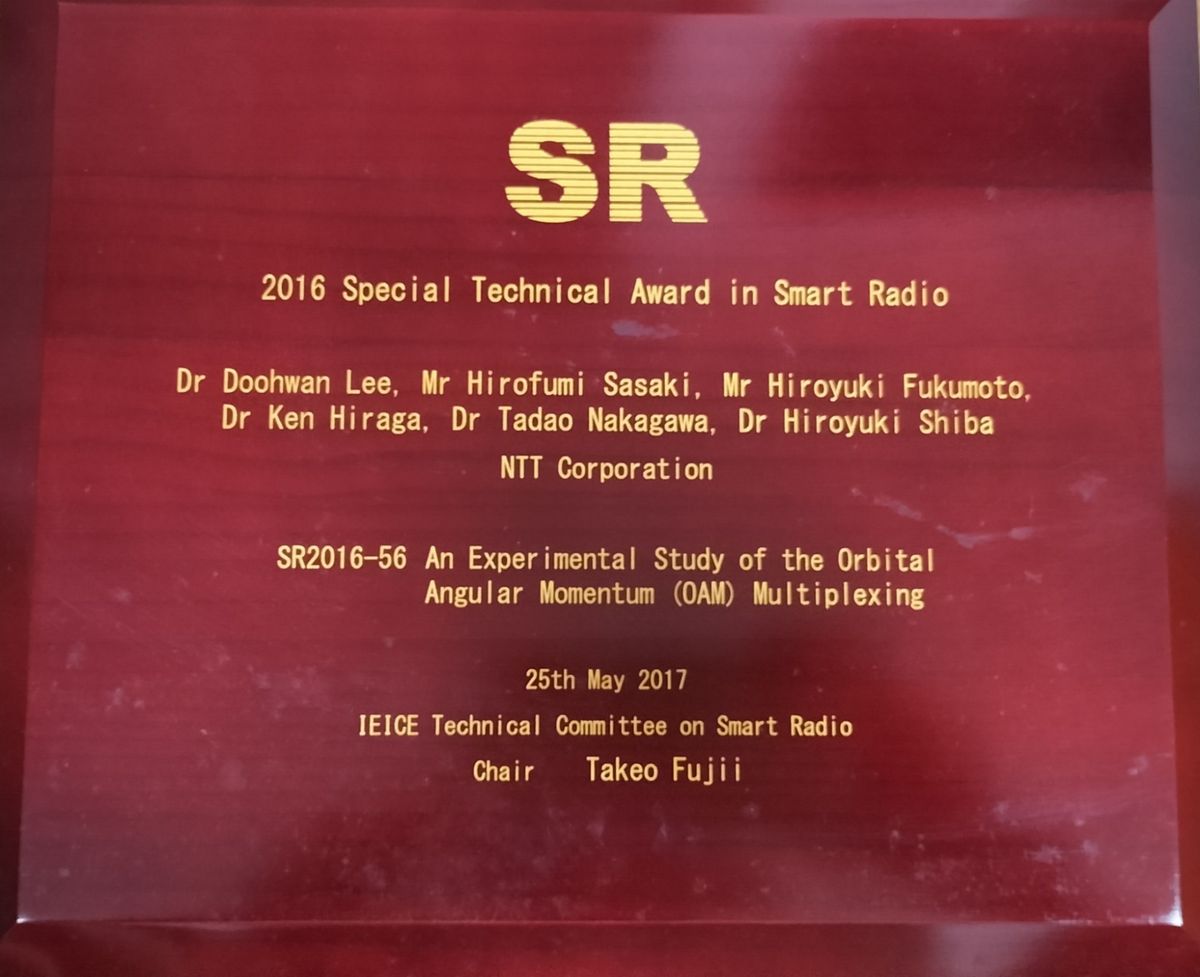 SR
2016 Special Technical Award in Smart Radio
Dr Doohwan Lee, Mr Hirofumi Sasaki, Mr Hiroyuki Fukumoto,
Dr Ken Hiraga, Dr Tadao Nakagawa, Dr Hiroyuki Shiba
NTT Corporation
SR2016-56 An Experimental Study of the Orbital
Angular Momentum (OAM) Multiplexing
25th May 2017
IEICE Technical Committee on Smart Radio
Chair Takeo Fujii